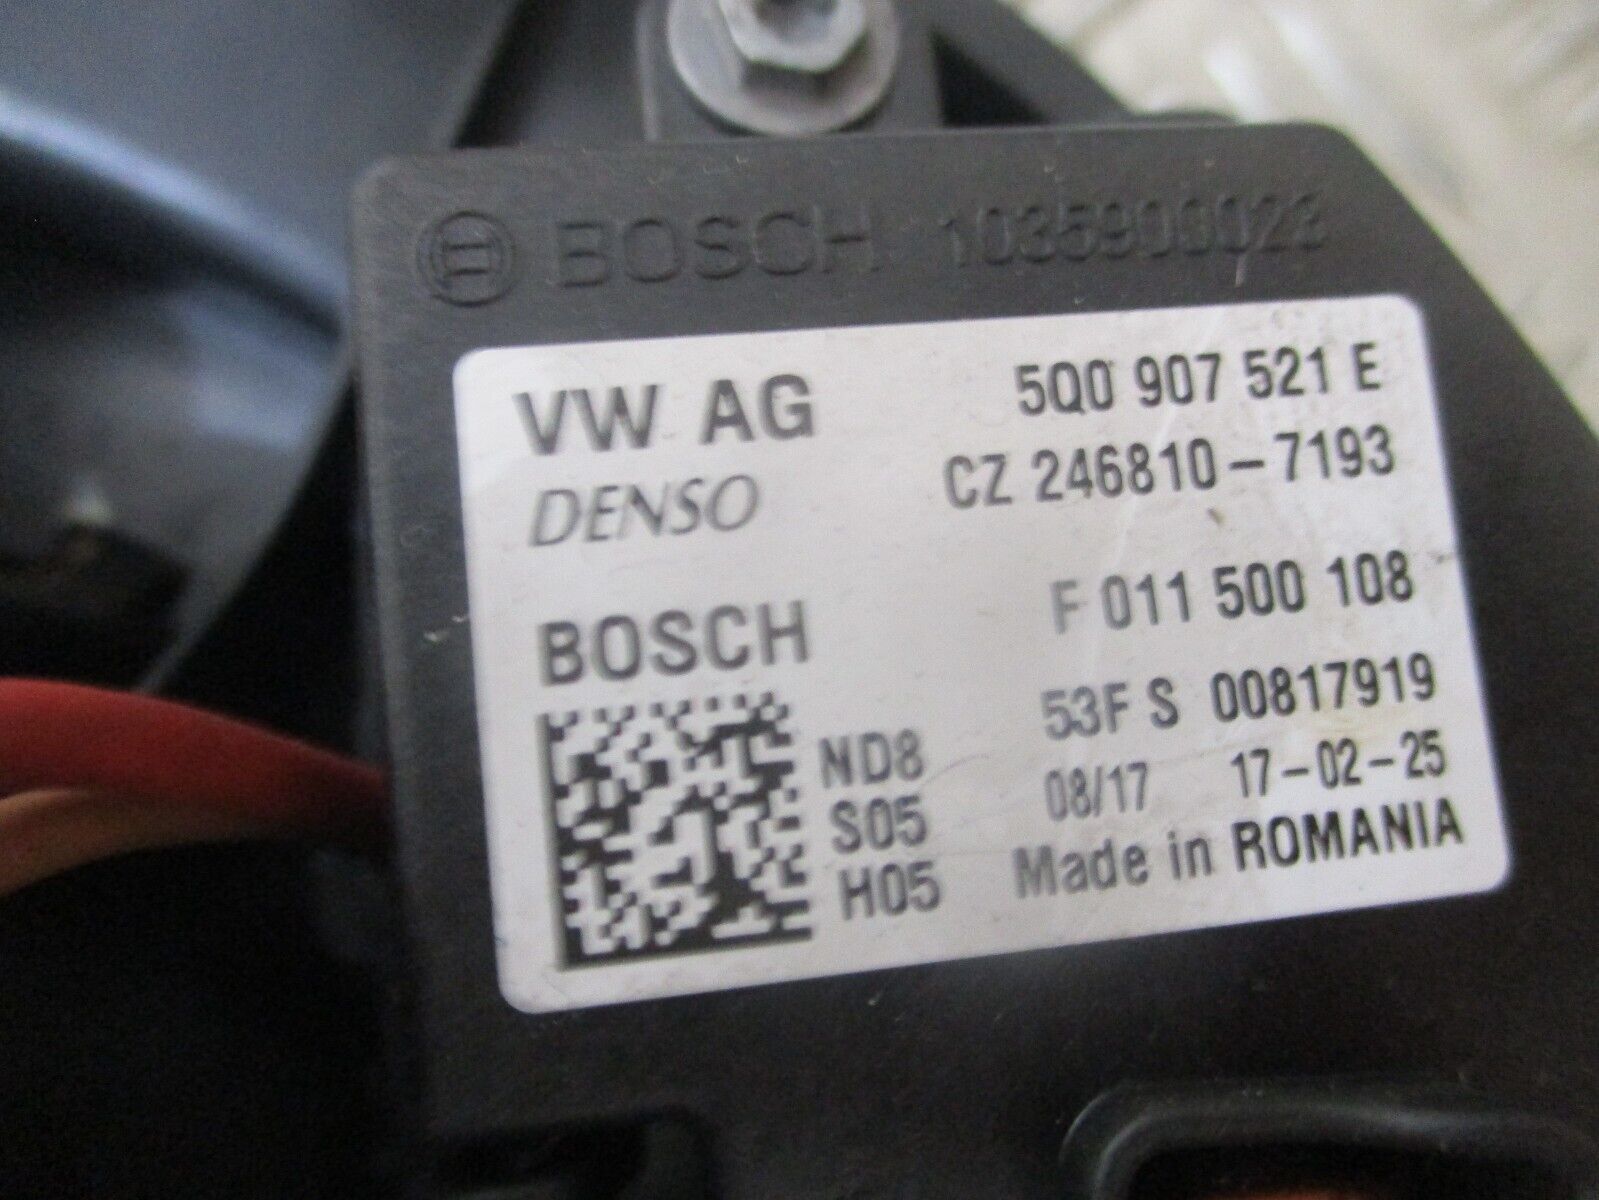 BOSCH 1035900023
VW AG 5Q0 907 521 E
DENSO CZ 246810-7193
BOSCH F 011 500 108
53F S 00817919
ND8 08/17 17-02-25
S05 Made in ROMANIA
H05